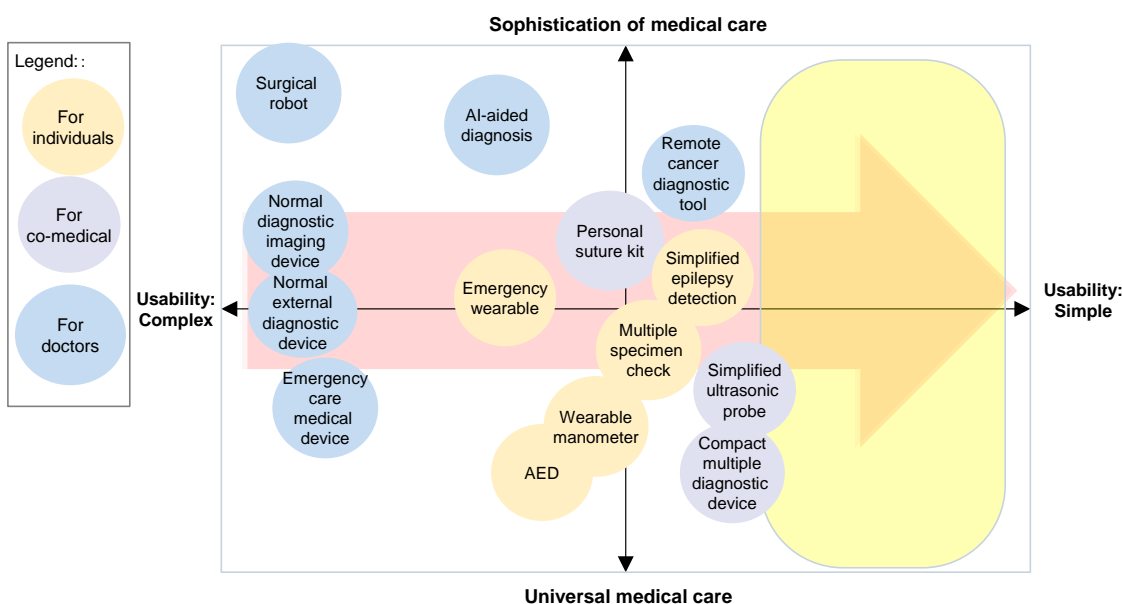 Sophistication of medical care
Legend: :
For
individuals
For
co-medical
For
doctors
Surgical
robot
AI-aided
diagnosis
Remote
cancer
diagnostic
tool
Normal
diagnostic
imaging
device
Personal
suture kit
Simplified
epilepsy
detection
Usability:
Complex
Normal
external
diagnostic
device
Emergency
wearable
Usability:
Simple
Multiple
specimen
check
Emergency
care
medical
device
Simplified
ultrasonic
probe
Wearable
manometer
AED
Compact
multiple
diagnostic
device
Universal medical care